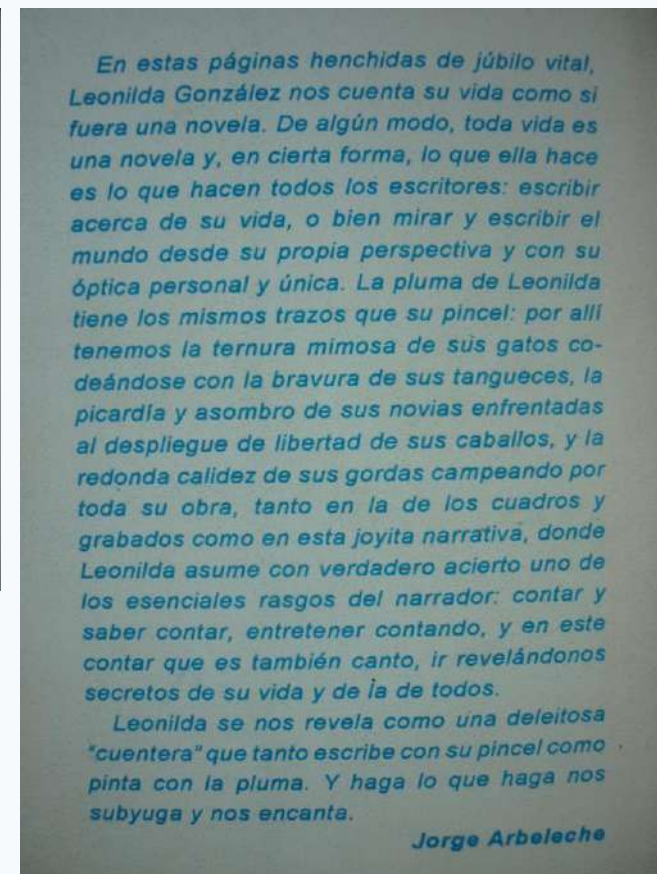 En estas páginas henchidas de júbilo vital,
Leonilda González nos cuenta su vida como si
fuera una novela. De algún modo, toda vida es
una novela y, en cierta forma, lo que ella hace
es lo que hacen todos los escritores: escribir
acerca de su vida, o bien mirar y escribir el
mundo desde su propia perspectiva y con su
óptica personal y única. La pluma de Leonilda
tiene los mismos trazos que su pincel: por allí
tenemos la ternura mimosa de sus gatos co-
deándose con la bravura de sus tangueces, la
picardía y asombro de sus novias enfrentadas
al despliegue de libertad de sus caballos, y la
redonda calidez de sus gordas campeando por
toda su obra, tanto en la de los cuadros y
grabados como en esta joyita narrativa, donde
Leonilda asume con verdadero acierto uno de
los esenciales rasgos del narrador: contar y
saber contar, entretener contando, y en este
contar que es también canto, ir revelándonos
secretos de su vida y de la de todos.
Leonilda se nos revela como una deleitosa
"cuentera" que tanto escribe con su pincel como
pinta con la pluma. Y haga lo que haga nos
subyuga y nos encanta.
Jorge Arbeleche